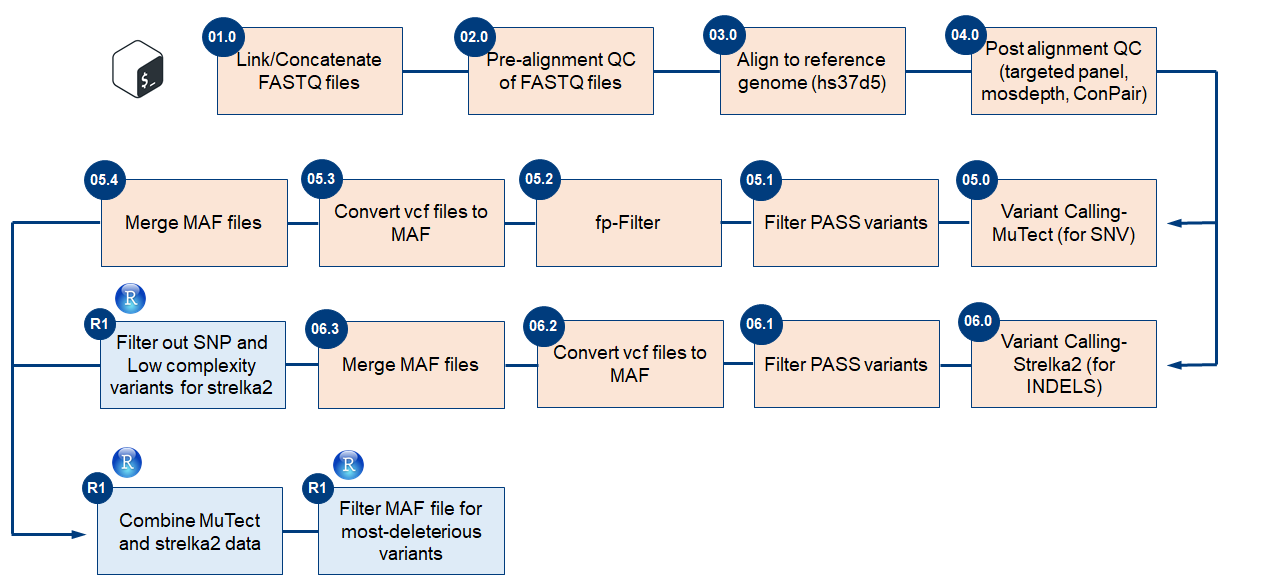 $_
01.0
Link/Concatenate
FASTQ files
02.0
Pre-alignment QC
of FASTQ files
03.0
Align to reference
genome (hs37d5)
04.0
Post alignment QC
(targeted panel,
mosdepth, ConPair)
05.4
Merge MAF files
05.3
Convert vcf files to
MAF
05.2
fp-Filter
05.1
Filter PASS variants
05.0
Variant Calling-
MuTect (for SNV)
R
R1
Filter out SNP and
Low complexity
variants for strelka2
06.3
Merge MAF files
06.2
Convert vcf files to
MAF
06.1
Filter PASS variants
06.0
Variant Calling-
Strelka2 (for
INDELS)
R
R1
Combine MuTect
and strelka2 data
R
R1
Filter MAF file for
most-deleterious
variants